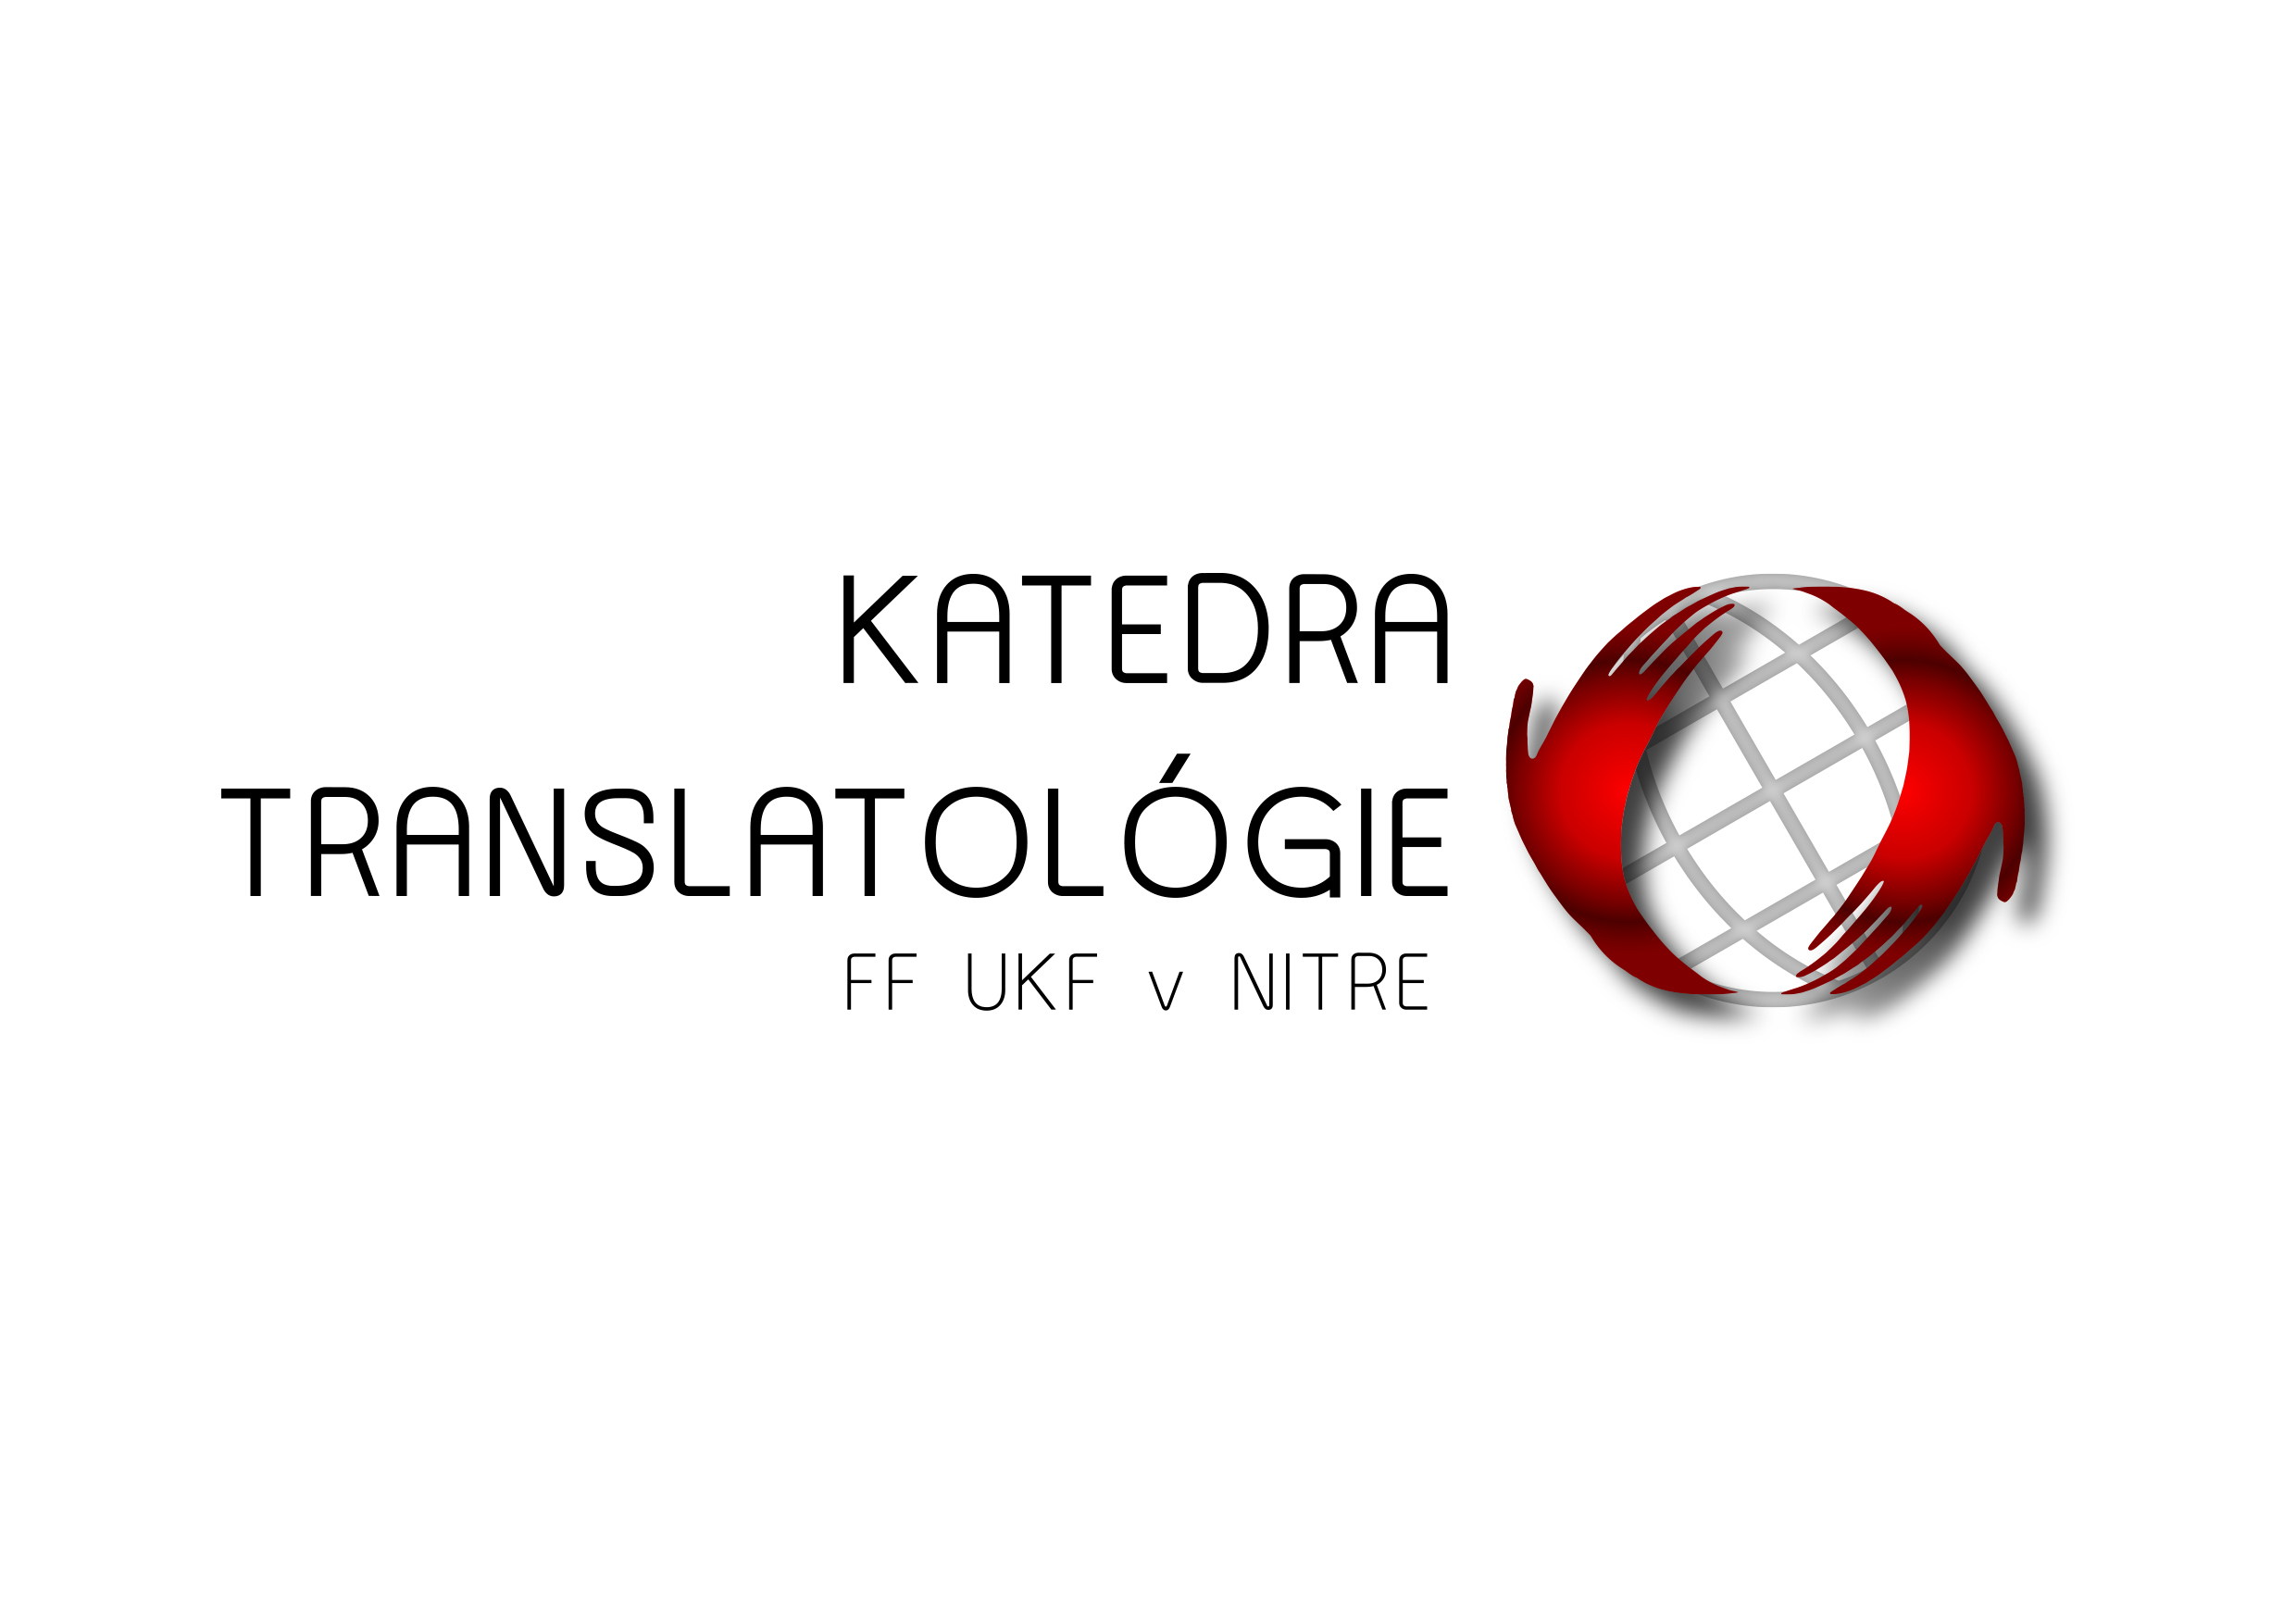 KATEDRA
TRANSLATOLÓGIE
FF UKF v NITRE